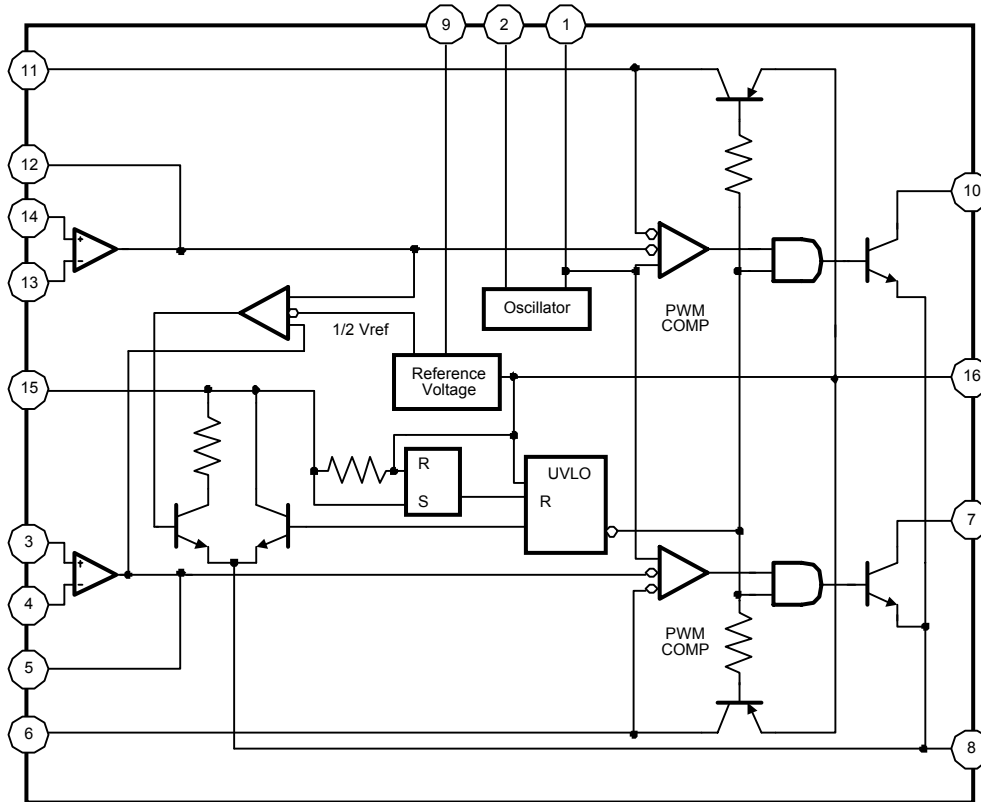 9
2
1
11
12
14
+
-
13
10
Oscillator
PWM
COMP
1/2 Vref
Reference
Voltage
15
16
R
S
UVLO
R
3
+
-
4
7
PWM
COMP
5
6
8